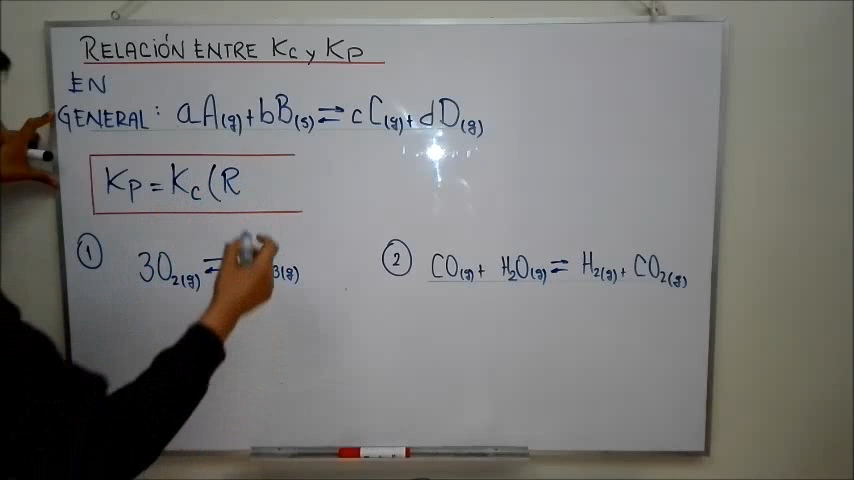 RELACIÓN ENTRE Kc y Kp
EN
GENERAL: aA(g) + bB(s) ⇌ cC(g) + dD(g)
Kp = Kc (R
① 3O2(g) ⇌ 3(g)
② CO(g) + H2O(g) ⇌ H2(g) + CO2(g)